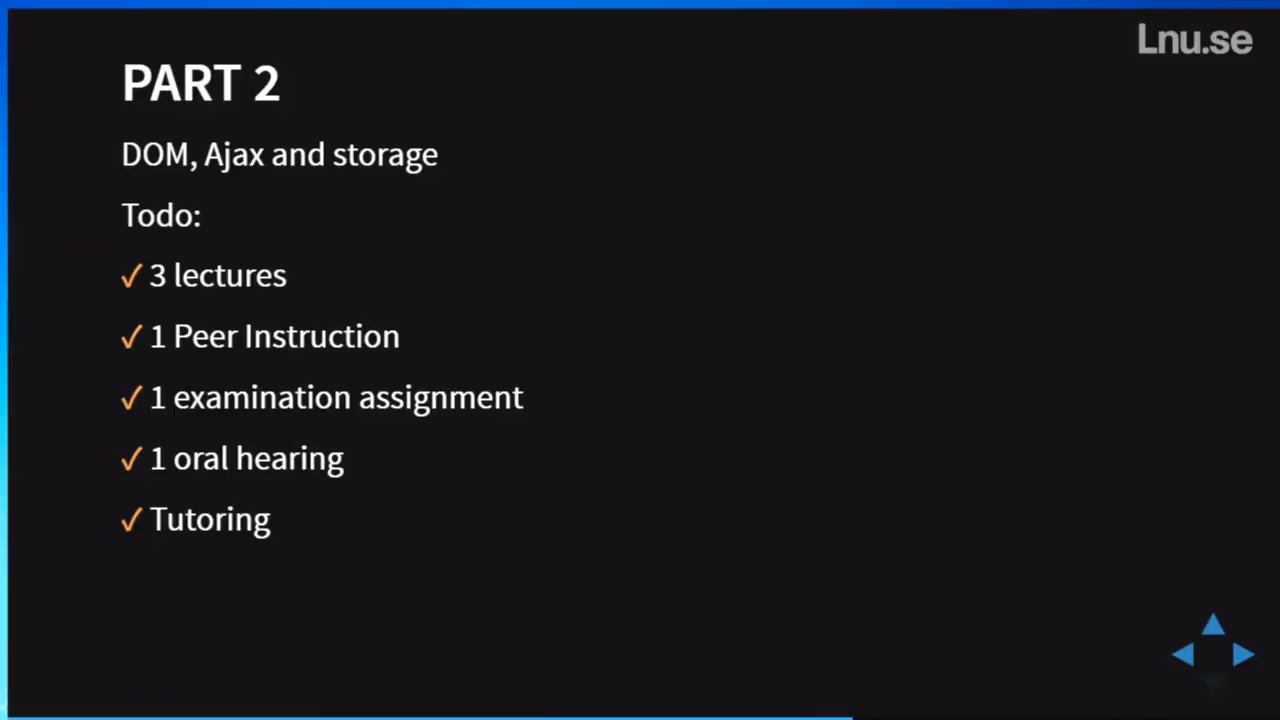 Lnu.se
PART 2
DOM, Ajax and storage
Todo:
✓ 3 lectures
✓ 1 Peer Instruction
✓ 1 examination assignment
✓ 1 oral hearing
✓ Tutoring